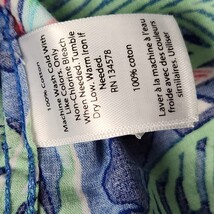 100% Cotton
Machine Wash Cold With
Like Colors. Only
Non-Chlorine Bleach
When Needed. Tumble
Dry Low. Warm Iron if
Needed.
RN 134578
100% coton
Laver à la machine à l'eau
froide avec des couleurs
similaires. Utiliser